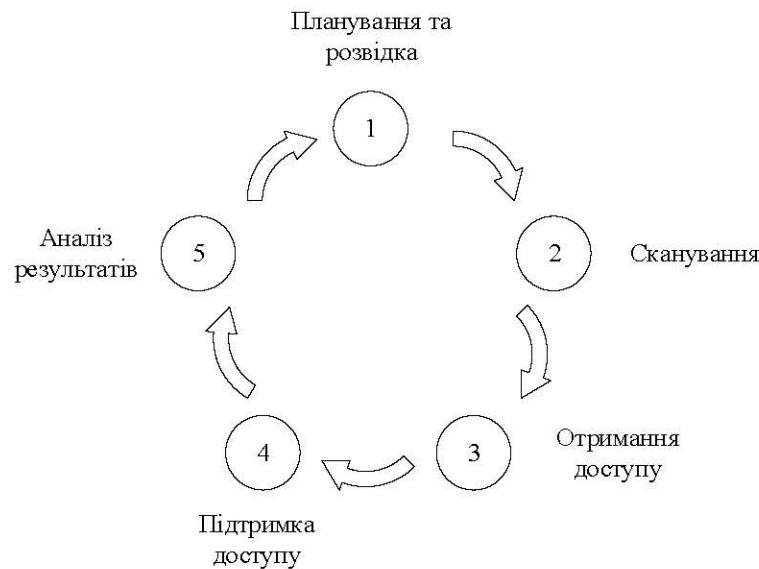 Планування та
розвідка
1
2
Сканування
3
Отримання
доступу
4
Підтримка
доступу
5
Аналіз
результатів